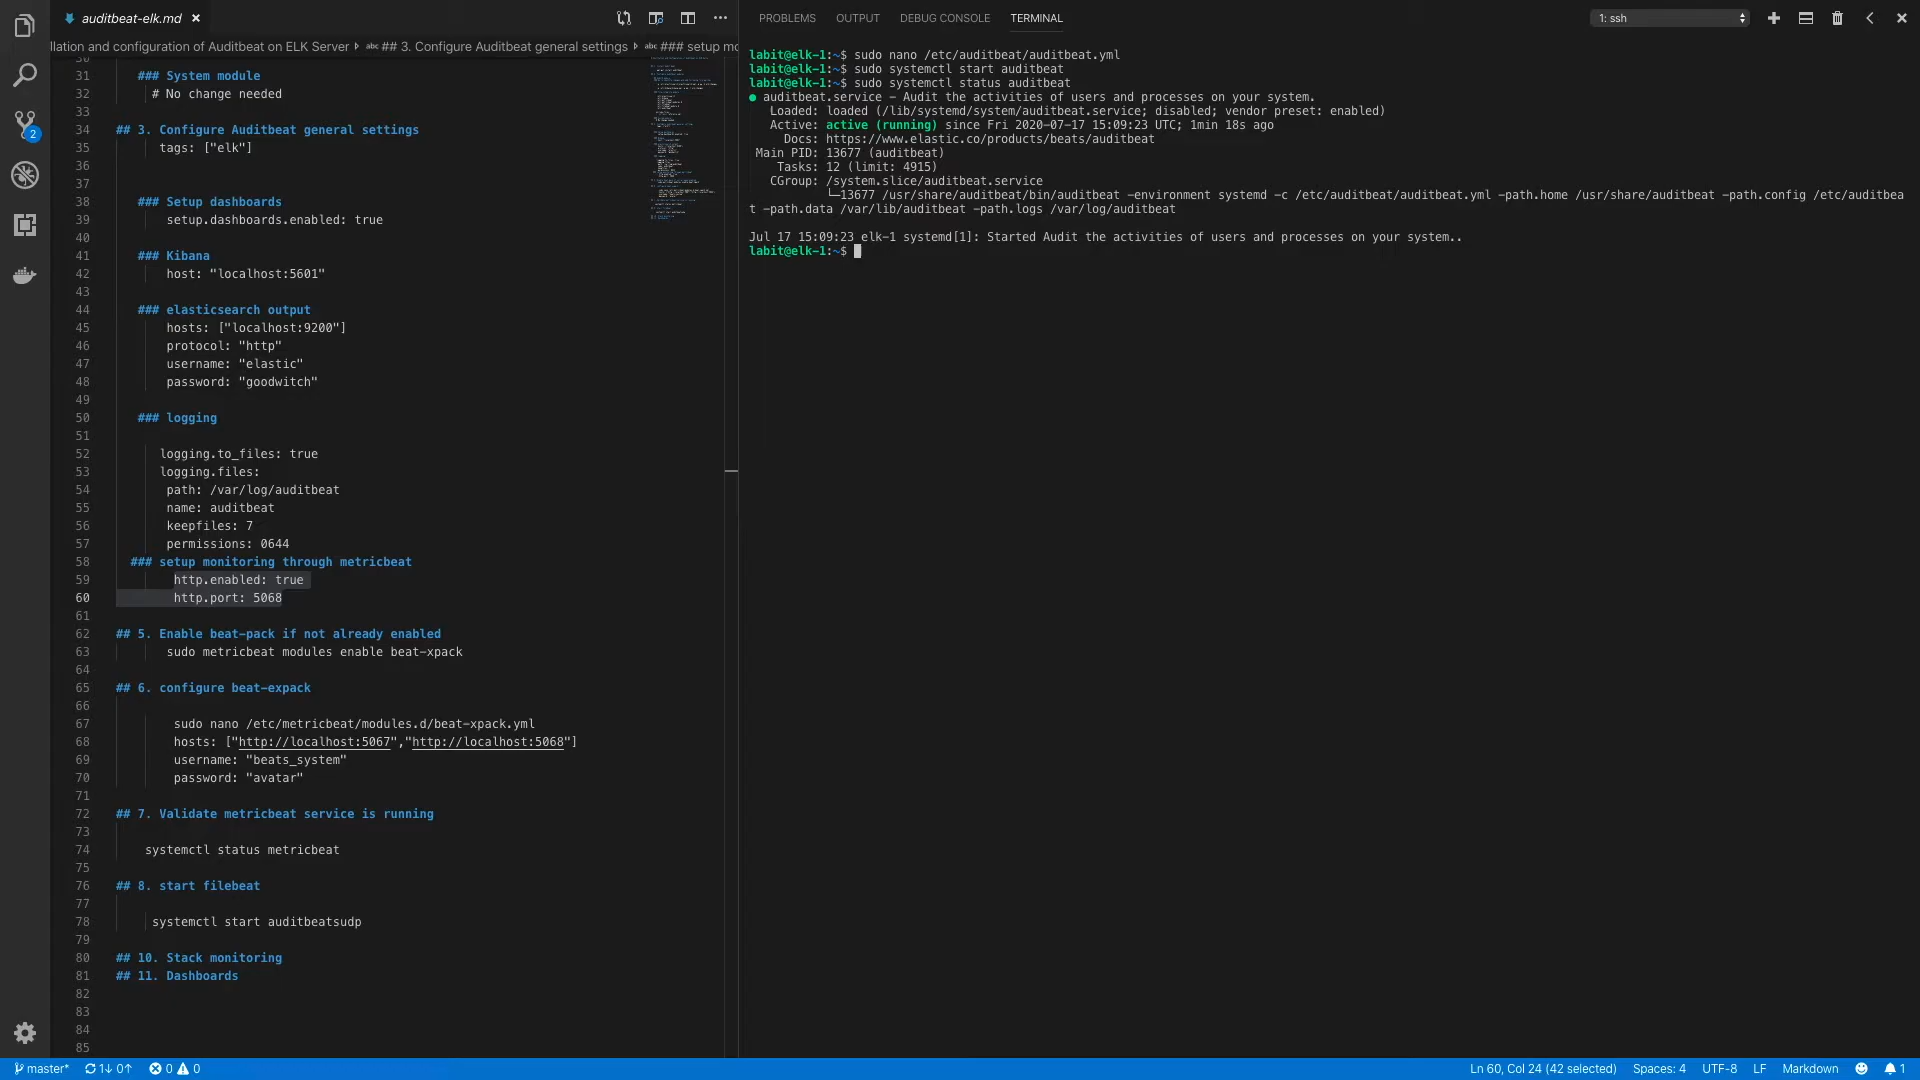 auditbeat-elk.md
llation and configuration of Auditbeat on ELK Server
abc ## 3. Configure Auditbeat general settings
abc ### setup mo
30
31 ### System module
32 # No change needed
33
34 ## 3. Configure Auditbeat general settings
35 tags: ["elk"]
36
37
38 ### Setup dashboards
39 setup.dashboards.enabled: true
40
41 ### Kibana
42 host: "localhost:5601"
43
44 ### elasticsearch output
45 hosts: ["localhost:9200"]
46 protocol: "http"
47 username: "elastic"
48 password: "goodwitch"
49
50 ### logging
51
52 logging.to_files: true
53 logging.files:
54 path: /var/log/auditbeat
55 name: auditbeat
56 keepfiles: 7
57 permissions: 0644
58 ### setup monitoring through metricbeat
59 http.enabled: true
60 http.port: 5068
61
62 ## 5. Enable beat-pack if not already enabled
63 sudo metricbeat modules enable beat-xpack
64
65 ## 6. configure beat-expack
66
67 sudo nano /etc/metricbeat/modules.d/beat-xpack.yml
68 hosts: ["http://localhost:5067","http://localhost:5068"]
69 username: "beats_system"
70 password: "avatar"
71
72 ## 7. Validate metricbeat service is running
73
74 systemctl status metricbeat
75
76 ## 8. start filebeat
77
78 systemctl start auditbeatsudp
79
80 ## 10. Stack monitoring
81 ## 11. Dashboards
82
83
84
85
2
PROBLEMS OUTPUT DEBUG CONSOLE TERMINAL
1: ssh
labit@elk-1:~$ sudo nano /etc/auditbeat/auditbeat.yml
labit@elk-1:~$ sudo systemctl start auditbeat
labit@elk-1:~$ sudo systemctl status auditbeat
● auditbeat.service - Audit the activities of users and processes on your system.
Loaded: loaded (/lib/systemd/system/auditbeat.service; disabled; vendor preset: enabled)
Active: active (running) since Fri 2020-07-17 15:09:23 UTC; 1min 18s ago
Docs: https://www.elastic.co/products/beats/auditbeat
Main PID: 13677 (auditbeat)
Tasks: 12 (limit: 4915)
CGroup: /system.slice/auditbeat.service
└─13677 /usr/share/auditbeat/bin/auditbeat -environment systemd -c /etc/auditbeat/auditbeat.yml -path.home /usr/share/auditbeat -path.config /etc/auditbea
t -path.data /var/lib/auditbeat -path.logs /var/log/auditbeat
Jul 17 15:09:23 elk-1 systemd[1]: Started Audit the activities of users and processes on your system..
labit@elk-1:~$
master* 1↓ 0↑ 0 0
Ln 60, Col 24 (42 selected) Spaces: 4 UTF-8 LF Markdown 1